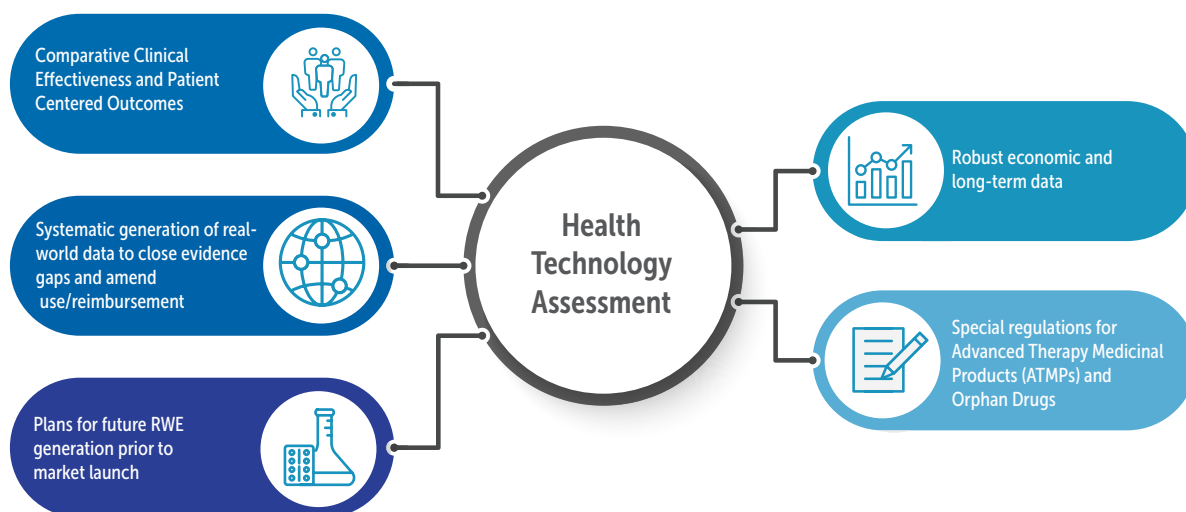 Comparative Clinical
Effectiveness and Patient
Centered Outcomes
Systematic generation of real-
world data to close evidence
gaps and amend
use/reimbursement
Plans for future RWE
generation prior to
market launch
Health
Technology
Assessment
Robust economic and
long-term data
Special regulations for
Advanced Therapy Medicinal
Products (ATMPs) and
Orphan Drugs